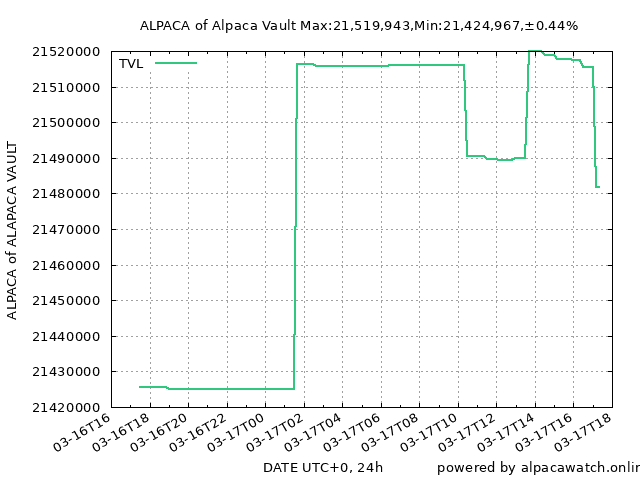 ALPACA of Alpaca Vault Max:21,519,943,Min:21,424,967,±0.44%
TVL
21520000
21510000
21500000
21490000
21480000
21470000
21460000
21450000
21440000
21430000
21420000
ALPACA of ALAPACA VAULT
03-16T16
03-16T18
03-16T20
03-16T22
03-17T00
03-17T02
03-17T04
03-17T06
03-17T08
03-17T10
03-17T12
03-17T14
03-17T16
03-17T18
DATE UTC+0, 24h
powered by alpacawatch.onlin